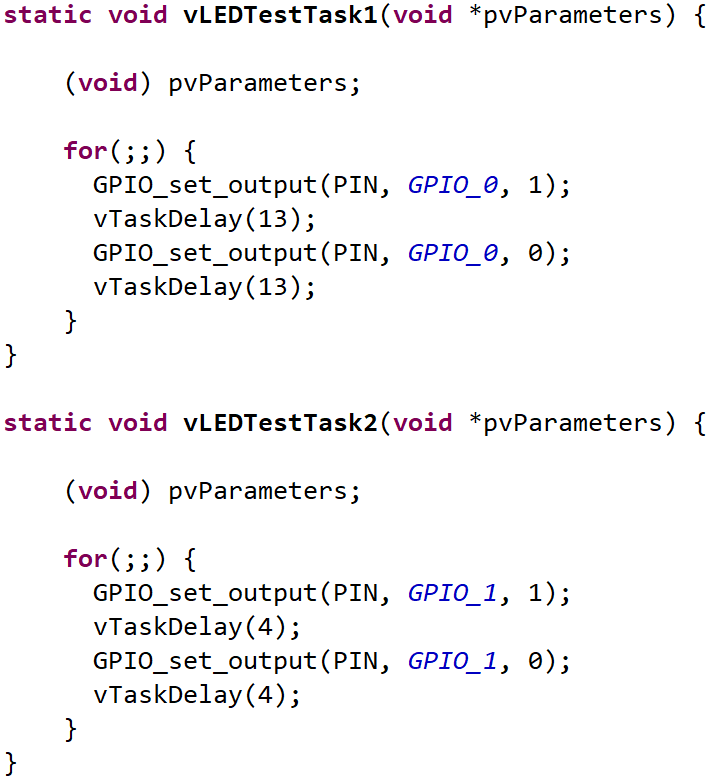 static void vLEDTestTask1(void *pvParameters) {
(void) pvParameters;
for(;;) {
GPIO_set_output(PIN, GPIO_0, 1);
vTaskDelay(13);
GPIO_set_output(PIN, GPIO_0, 0);
vTaskDelay(13);
}
}
static void vLEDTestTask2(void *pvParameters) {
(void) pvParameters;
for(;;) {
GPIO_set_output(PIN, GPIO_1, 1);
vTaskDelay(4);
GPIO_set_output(PIN, GPIO_1, 0);
vTaskDelay(4);
}
}